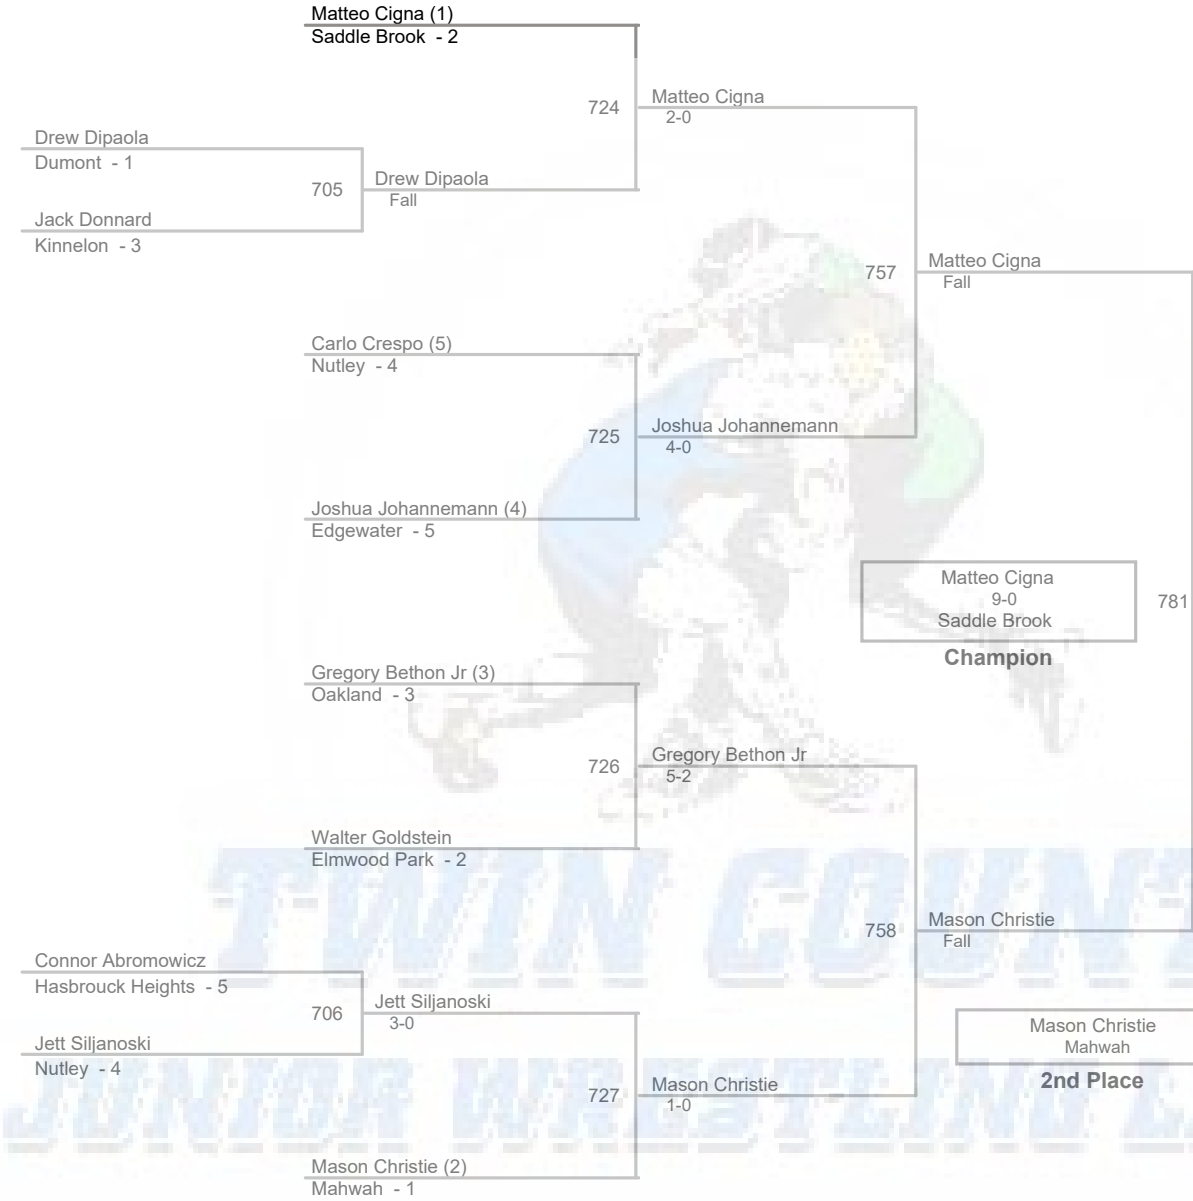 Matteo Cigna (1)
Saddle Brook - 2
724
Matteo Cigna
2-0
Drew Dipaola
Dumont - 1
705
Drew Dipaola
Fall
Jack Donnard
Kinnelon - 3
757
Matteo Cigna
Fall
Carlo Crespo (5)
Nutley - 4
725
Joshua Johannemann
4-0
Joshua Johannemann (4)
Edgewater - 5
Matteo Cigna
9-0
Saddle Brook
781
Champion
Gregory Bethon Jr (3)
Oakland - 3
726
Gregory Bethon Jr
5-2
Walter Goldstein
Elmwood Park - 2
TWIN COUNT
758
Mason Christie
Fall
Connor Abromowicz
Hasbrouck Heights - 5
706
Jett Siljanoski
3-0
Jett Siljanoski
Nutley - 4
Mason Christie
Mahwah
2nd Place
JUNIOR WRESTLING
727
Mason Christie
1-0
Mason Christie (2)
Mahwah - 1